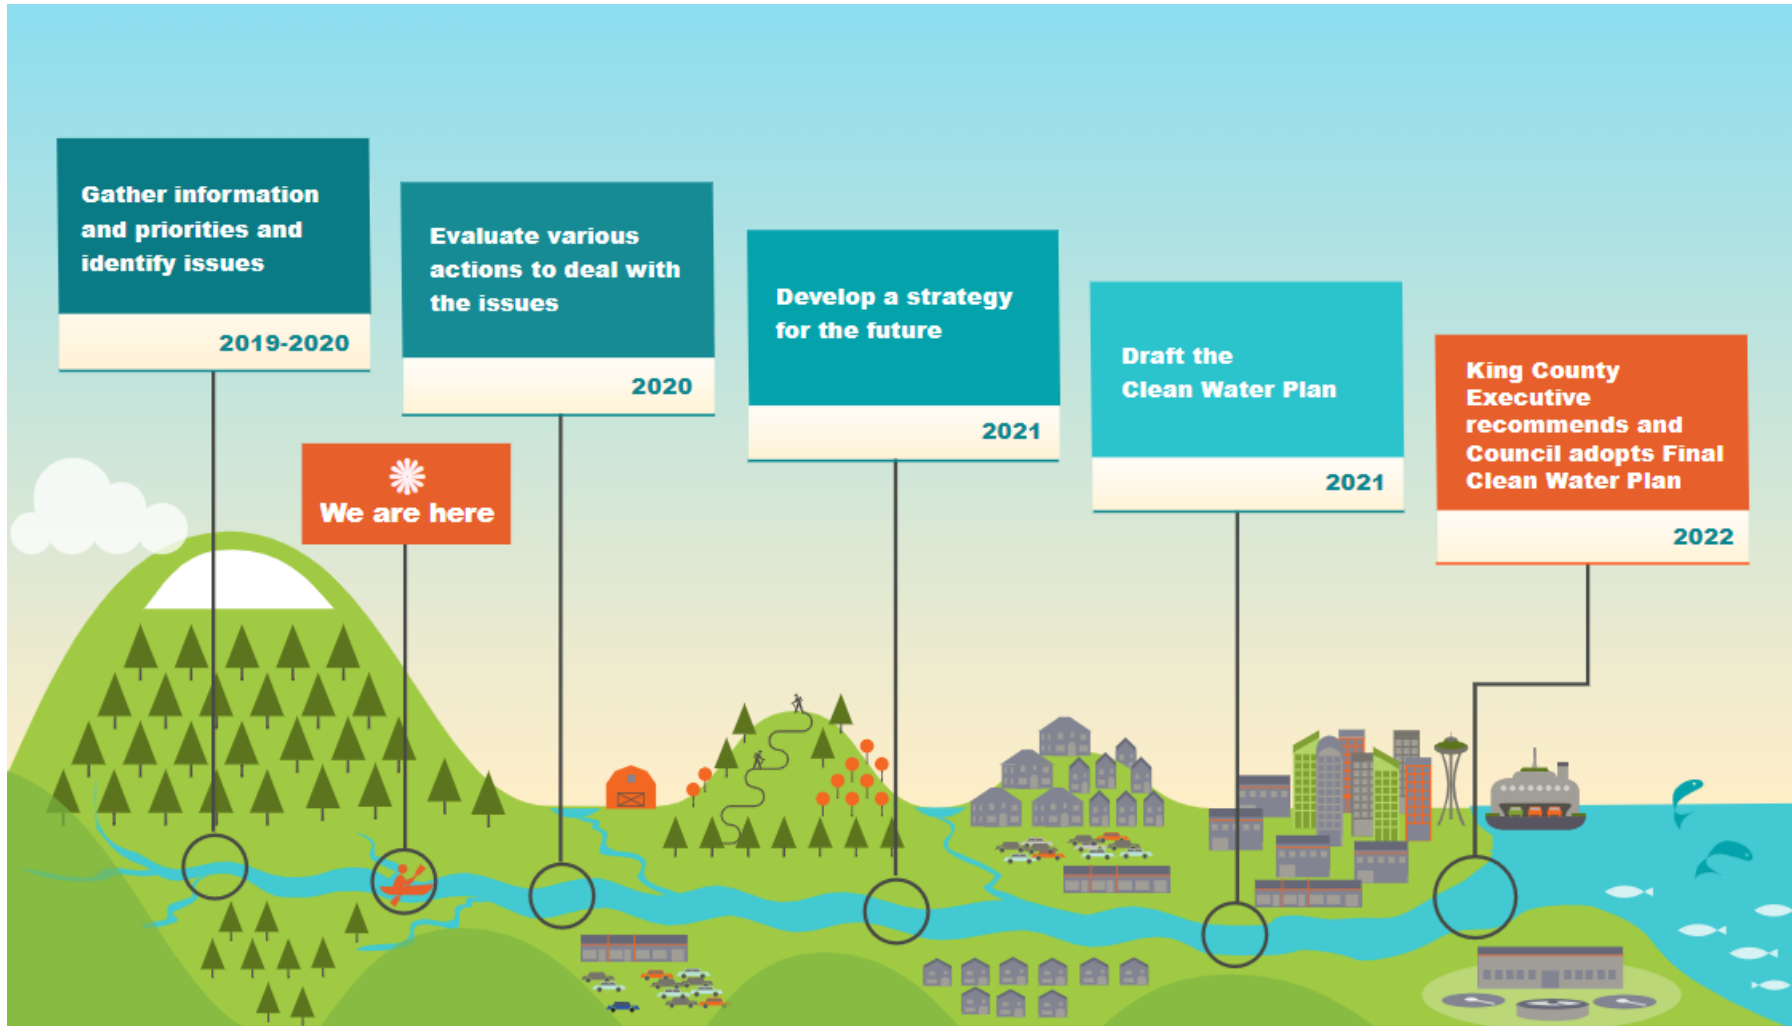 Gather information
and priorities and
identify issues
2019-2020
Evaluate various
actions to deal with
the issues
2020
We are here
Develop a strategy
for the future
2021
Draft the
Clean Water Plan
2021
King County
Executive
recommends and
Council adopts Final
Clean Water Plan
2022